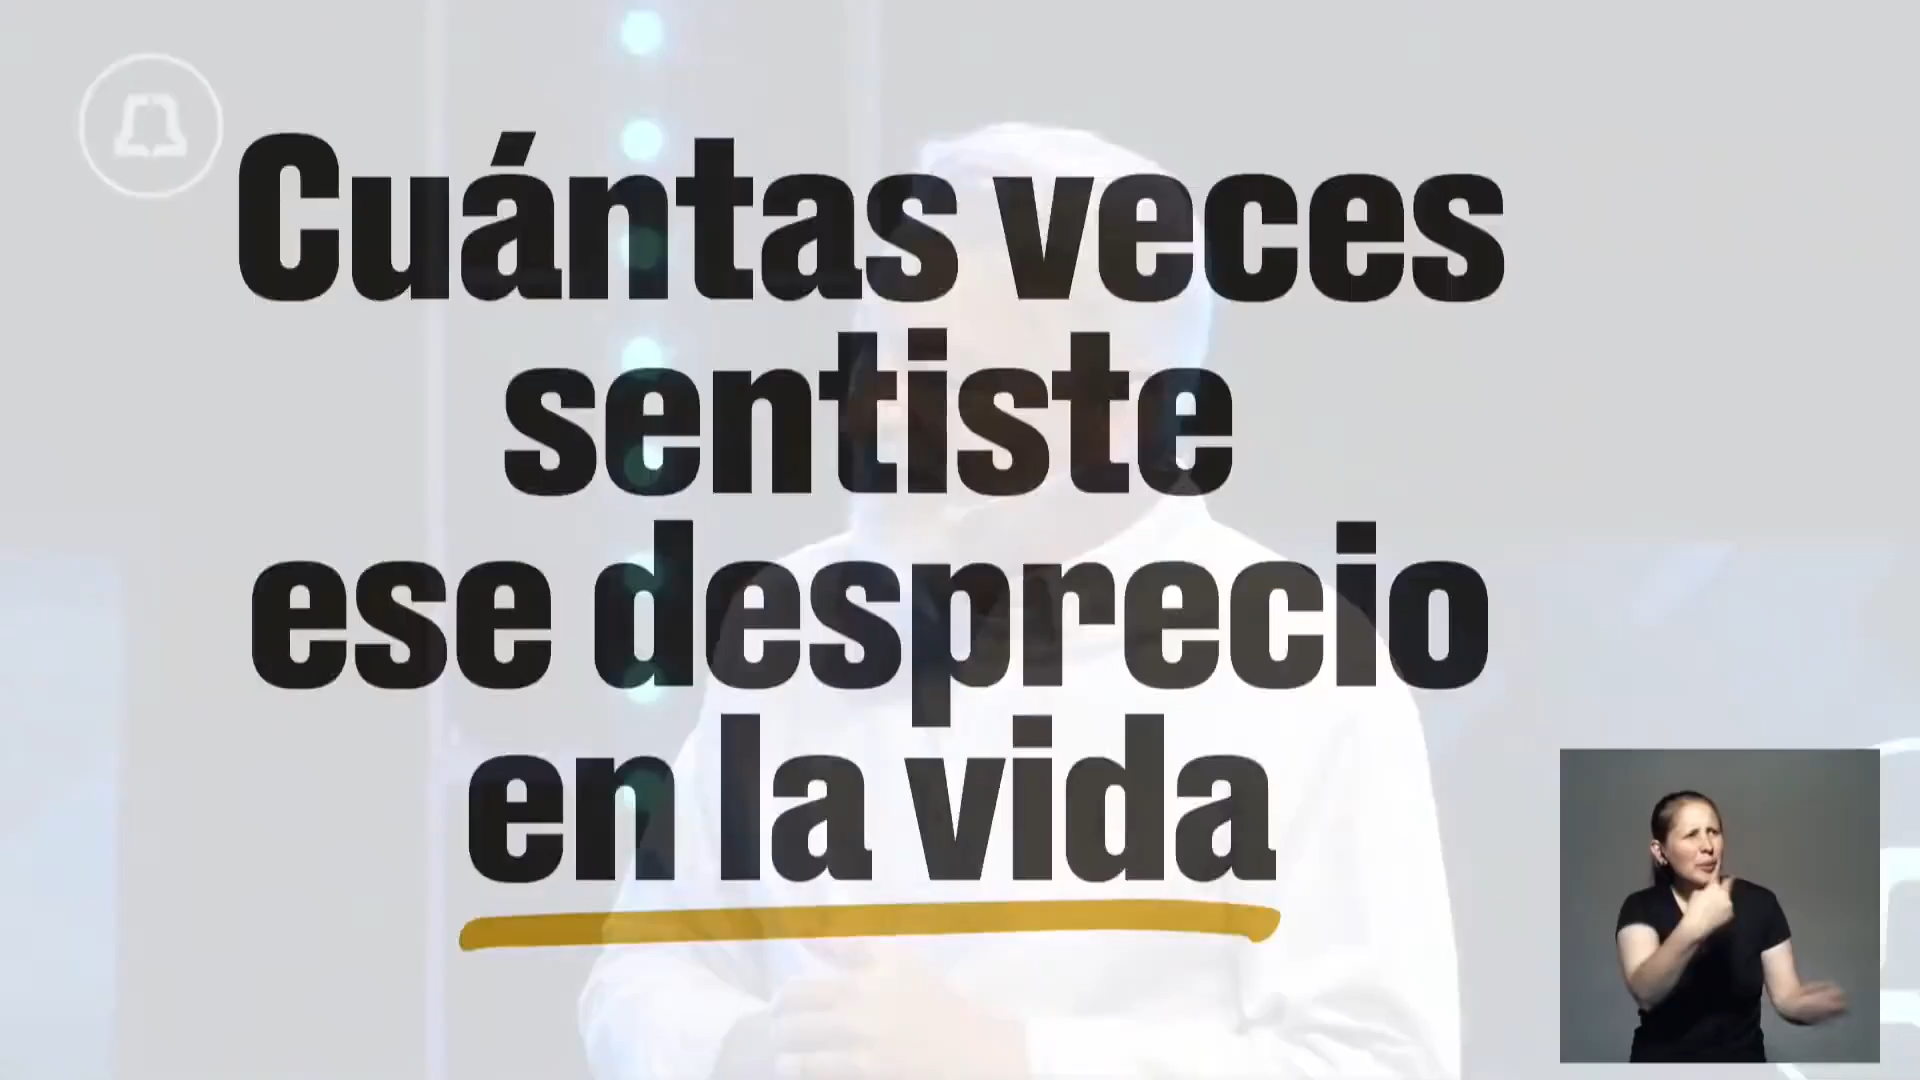 Cuántas veces
sentiste
ese desprecio
en la vida